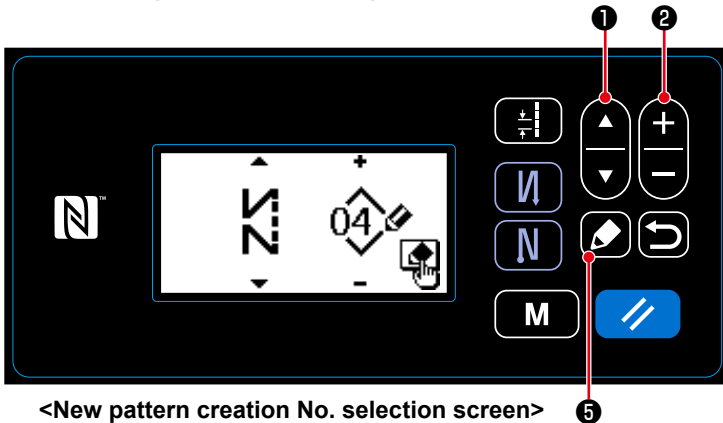 ❶ ❷
04
M
<New pattern creation No. selection screen>
❺